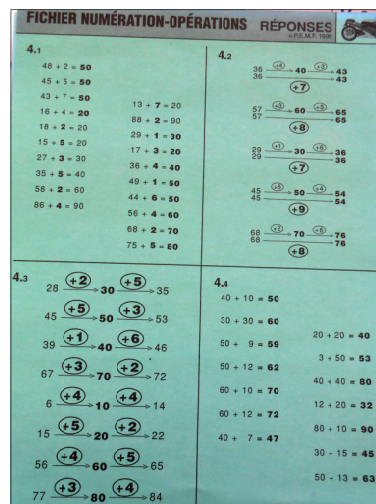 FICHIER NUMÉRATION-OPÉRATIONS RÉPONSES
© P.E.M.F. 1996
4.1
48 + 2 = 50
45 + 5 = 50
43 + 7 = 50
16 + 4 = 20
18 + 2 = 20
15 + 5 = 20
27 + 3 = 30
35 + 5 = 40
58 + 2 = 60
86 + 4 = 90
13 + 7 = 20
88 + 2 = 90
29 + 1 = 30
17 + 3 = 20
36 + 4 = 40
49 + 1 = 50
44 + 6 = 50
56 + 4 = 60
68 + 2 = 70
75 + 5 = 80
4.2
36 +4 40 +3 43
36 43
+7
57 +3 60 +5 65
57 65
+8
29 +1 30 +6 36
29 36
+7
45 +5 50 +4 54
45 54
+9
68 +2 70 +6 76
68 76
+8
4.3
28 +2 30 +5 35
45 +5 50 +3 53
39 +1 40 +6 46
67 +3 70 +2 72
6 +4 10 +4 14
15 +5 20 +2 22
56 +4 60 +5 65
77 +3 80 +4 84
4.4
40 + 10 = 50
30 + 30 = 60
50 + 9 = 59
50 + 12 = 62
60 + 10 = 70
60 + 12 = 72
40 + 7 = 47
20 + 20 = 40
3 + 50 = 53
40 + 40 = 80
12 + 20 = 32
80 + 10 = 90
30 + 15 = 45
50 + 13 = 63